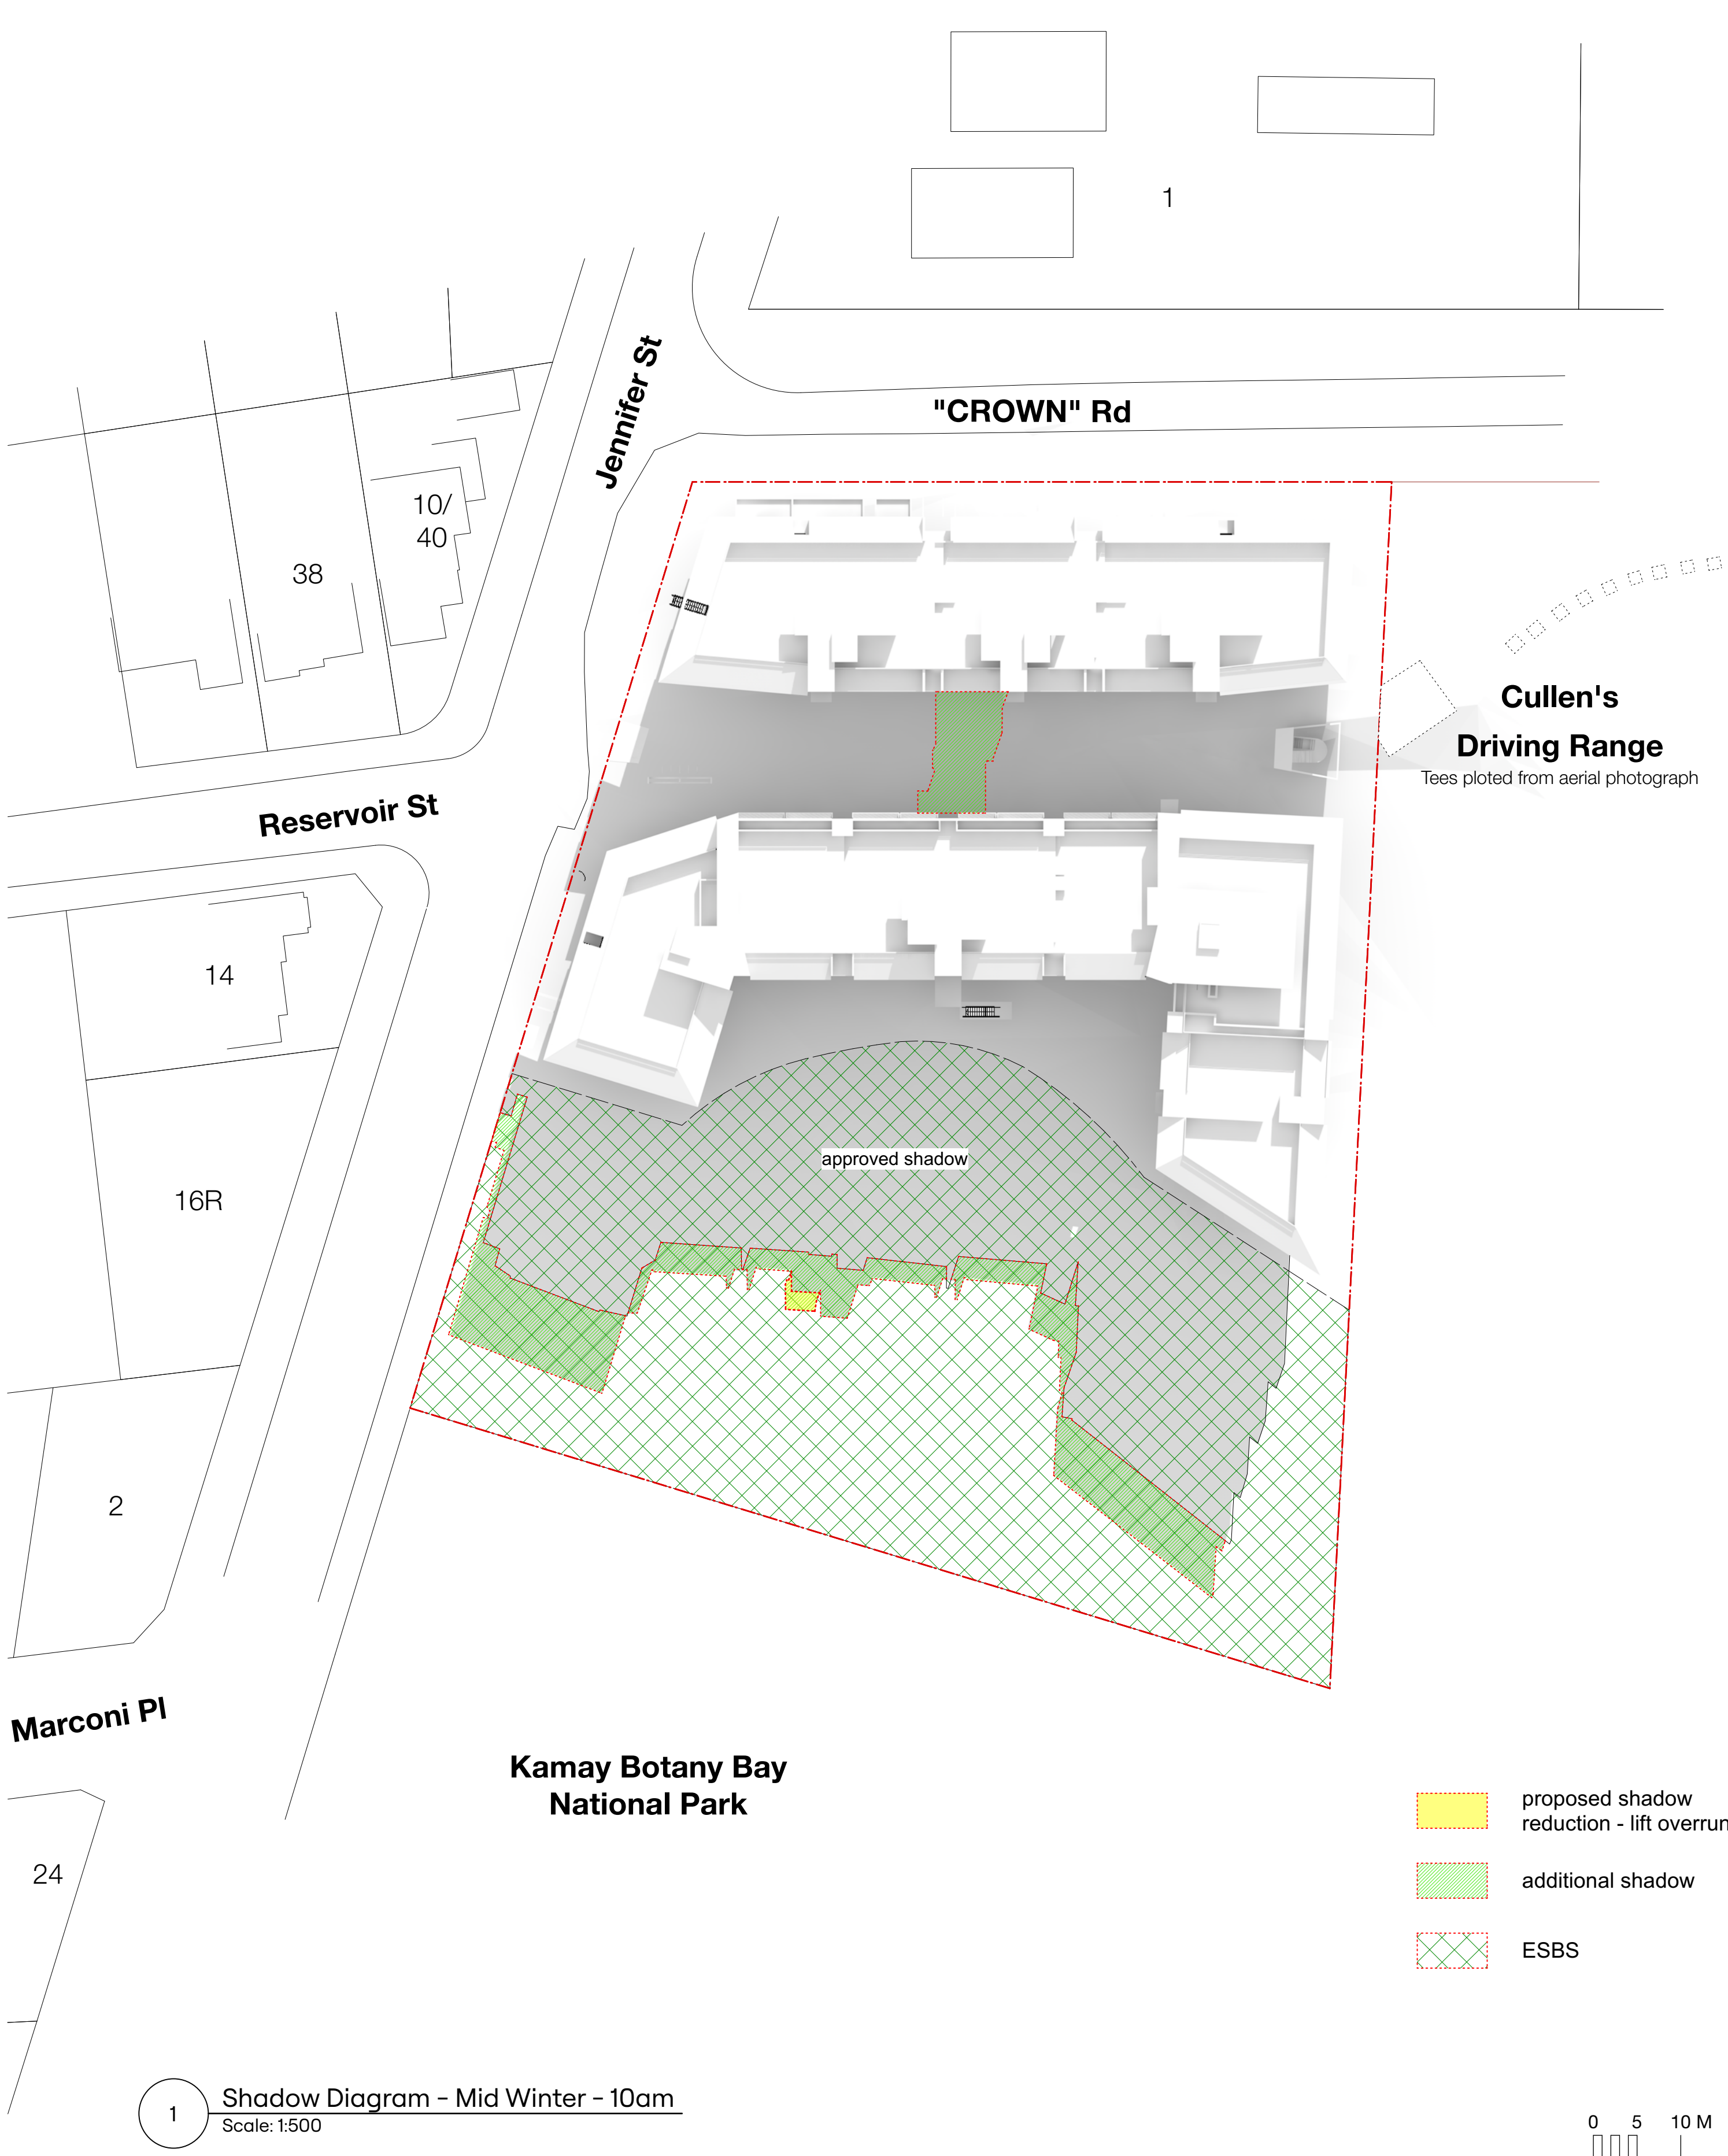 1
Jennifer St
"CROWN" Rd
10/
40
38
Cullen's
Driving Range
Tees ploted from aerial photograph
Reservoir St
14
approved shadow
16R
2
Marconi Pl
Kamay Botany Bay
National Park
proposed shadow
reduction - lift overrun
24
additional shadow
ESBS
1
Shadow Diagram - Mid Winter - 10am
Scale: 1:500
0 5 10 M